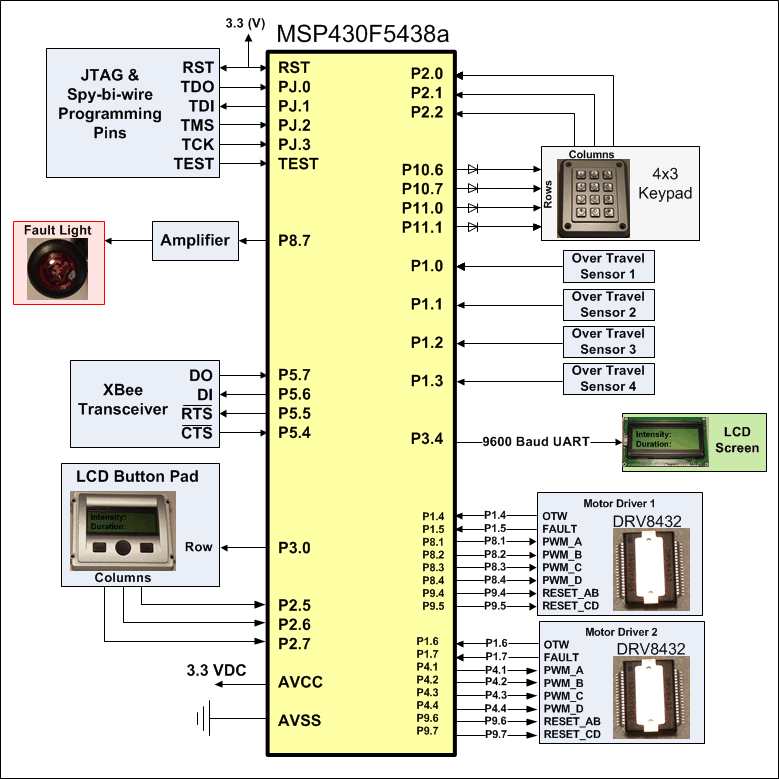 3.3 (V)
MSP430F5438a
JTAG &
Spy-bi-wire
Programming
Pins
RST
TDO
TDI
TMS
TCK
TEST
RST
PJ.0
PJ.1
PJ.2
PJ.3
TEST
P2.0
P2.1
P2.2
Columns
Rows
4x3
Keypad
P10.6
P10.7
P11.0
P11.1
Fault Light
Amplifier
P8.7
P1.0
Over Travel
Sensor 1
P1.1
Over Travel
Sensor 2
P1.2
Over Travel
Sensor 3
P1.3
Over Travel
Sensor 4
XBee
Transceiver
DO
DI
RTS
CTS
P5.7
P5.6
P5.5
P5.4
P3.4
9600 Baud UART
Intensity:
Duration:
LCD
Screen
LCD Button Pad
Intensity:
Duration:
Row
Columns
P3.0
P2.5
P2.6
P2.7
3.3 VDC
AVCC
AVSS
Motor Driver 1
DRV8432
P1.4 P1.4 OTW
P1.5 P1.5 FAULT
P8.1 P8.1 PWM_A
P8.2 P8.2 PWM_B
P8.3 P8.3 PWM_C
P8.4 P8.4 PWM_D
P9.4 P9.4 RESET_AB
P9.5 P9.5 RESET_CD
Motor Driver 2
DRV8432
P1.6 P1.6 OTW
P1.7 P1.7 FAULT
P4.1 P4.1 PWM_A
P4.2 P4.2 PWM_B
P4.3 P4.3 PWM_C
P4.4 P4.4 PWM_D
P9.6 P9.6 RESET_AB
P9.7 P9.7 RESET_CD